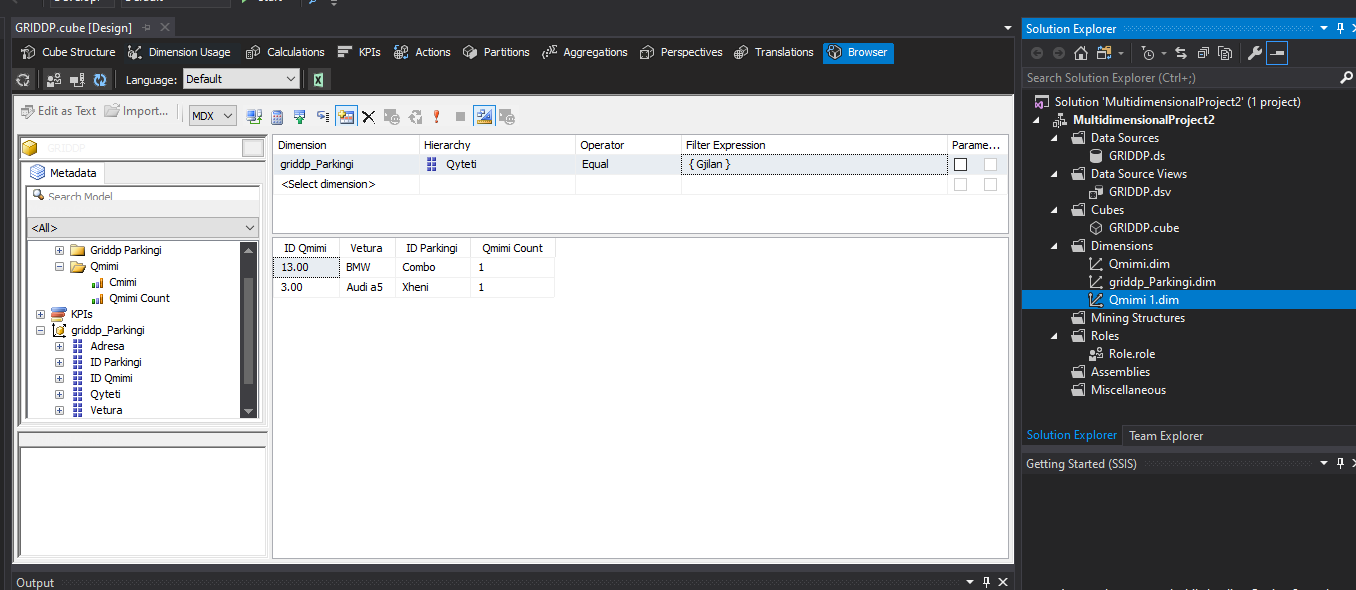 GRIDDP.cube [Design]
Cube Structure Dimension Usage Calculations KPIs Actions Partitions Aggregations Perspectives Translations Browser
Language: Default
Edit as Text Import... MDX
GRIDDP
Metadata
Search Model
<All>
Griddp Parkingi
Qmimi
Cmimi
Qmimi Count
KPIs
griddp_Parkingi
Adresa
ID Parkingi
ID Qmimi
Qyteti
Vetura
Dimension Hierarchy Operator Filter Expression Parame...
griddp_Parkingi Qyteti Equal { Gjilan }
<Select dimension>
ID Qmimi Vetura ID Parkingi Qmimi Count
13.00 BMW Combo 1
3.00 Audi a5 Xheni 1
Output
Solution Explorer
Search Solution Explorer (Ctrl+;)
Solution 'MultidimensionalProject2' (1 project)
MultidimensionalProject2
Data Sources
GRIDDP.ds
Data Source Views
GRIDDP.dsv
Cubes
GRIDDP.cube
Dimensions
Qmimi.dim
griddp_Parkingi.dim
Qmimi 1.dim
Mining Structures
Roles
Role.role
Assemblies
Miscellaneous
Solution Explorer Team Explorer
Getting Started (SSIS)